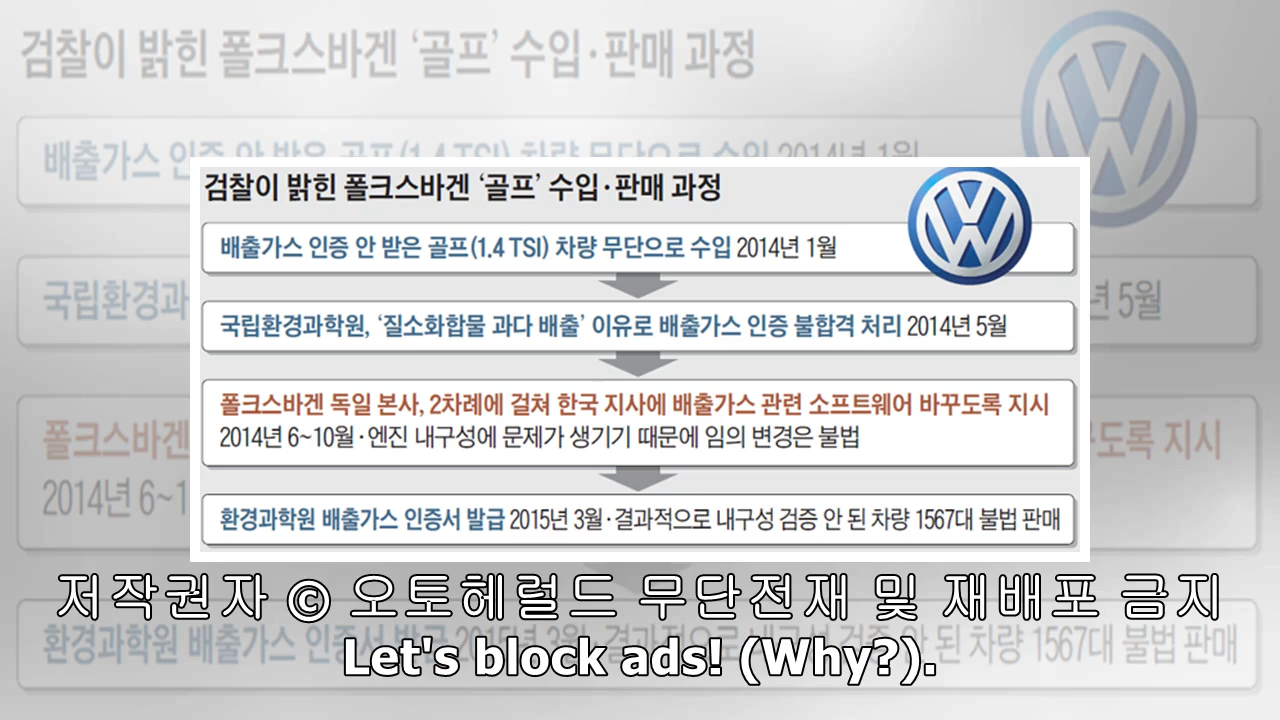 검찰이 밝힌 폴크스바겐 ‘골프’ 수입·판매 과정
배출가스 인증 안 받은 골프(1.4 TSI) 차량 무단으로 수입 2014년 1월
국립환경과학원, ‘질소화합물 과다 배출’ 이유로 배출가스 인증 불합격 처리 2014년 5월
폴크스바겐 독일 본사, 2차례에 걸쳐 한국 지사에 배출가스 관련 소프트웨어 바꾸도록 지시
2014년 6~10월·엔진 내구성에 문제가 생기기 때문에 임의 변경은 불법
환경과학원 배출가스 인증서 발급 2015년 3월·결과적으로 내구성 검증 안 된 차량 1567대 불법 판매
저작권자 © 오토헤럴드 무단전재 및 재배포 금지
Let's block ads! (Why?).